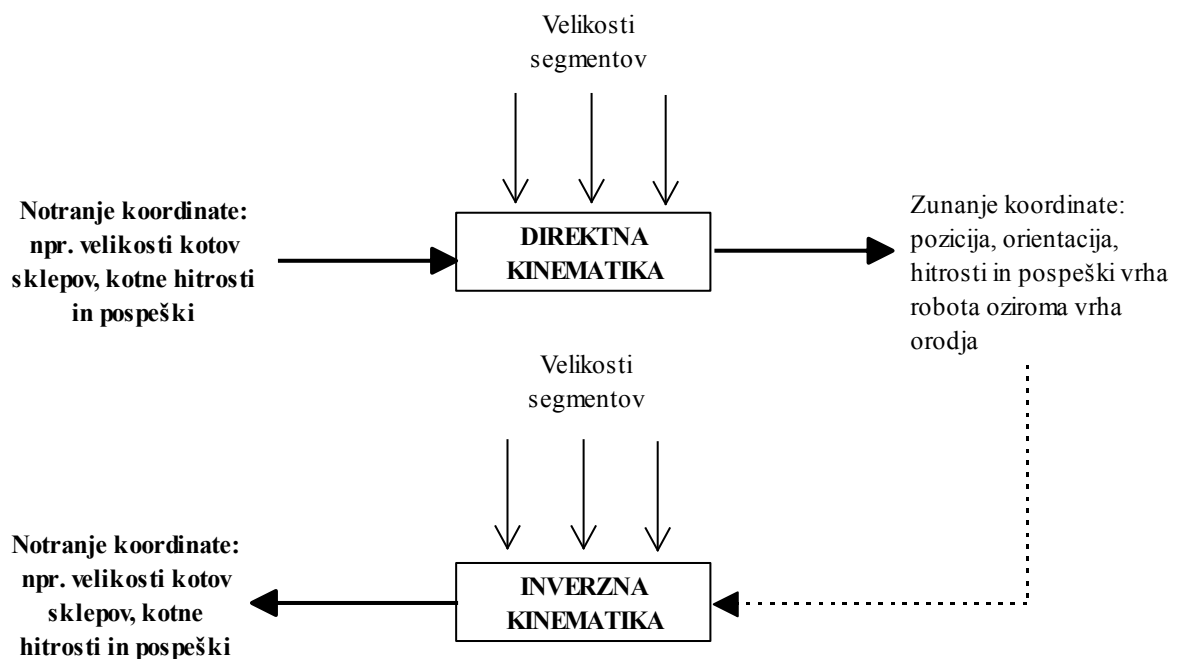 Velikosti
segmentov
Notranje koordinate:
npr. velikosti kotov
sklepov, kotne hitrosti
in pospeški
DIREKTNA
KINEMATIKA
Zunanje koordinate:
pozicija, orientacija,
hitrosti in pospeški vrha
robota oziroma vrha
orodja
Velikosti
segmentov
Notranje koordinate:
npr. velikosti kotov
sklepov, kotne
hitrosti in pospeški
INVERZNA
KINEMATIKA